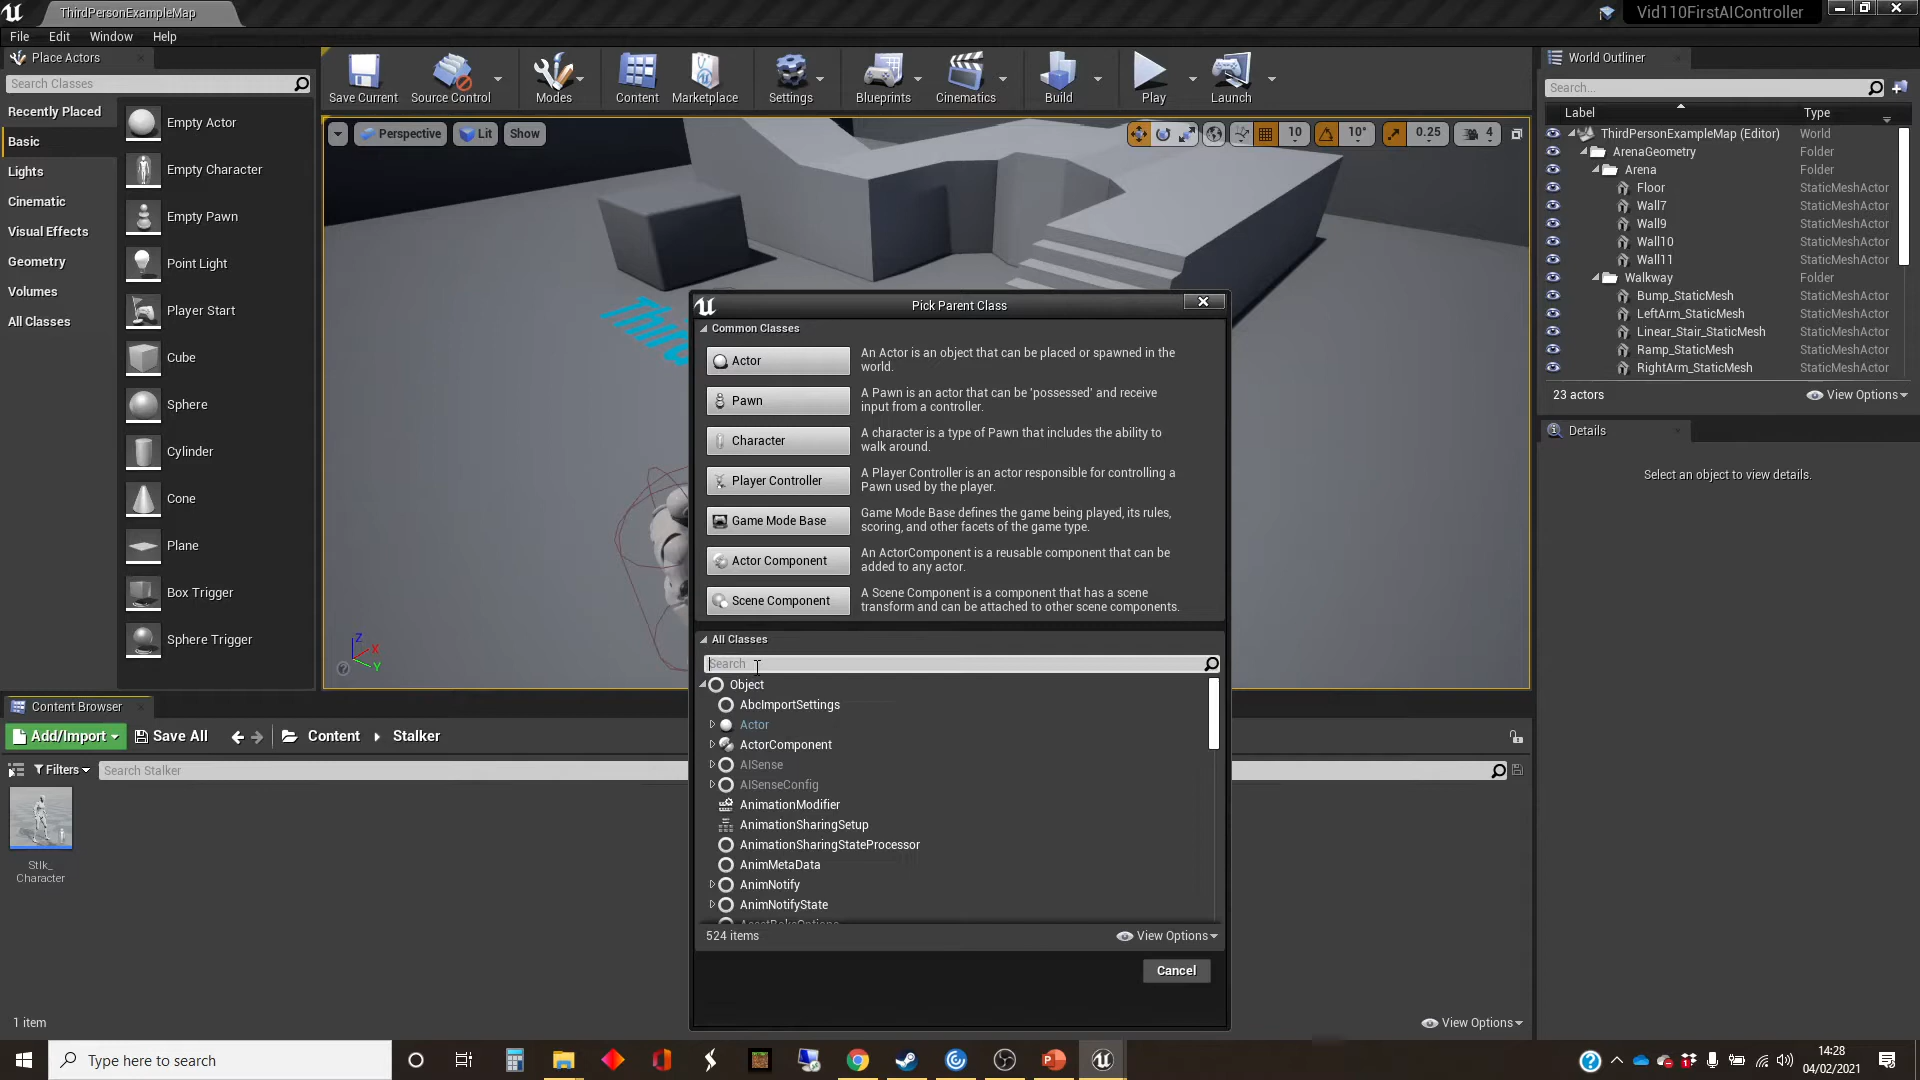 ThirdPersonExampleMap
Vid110FirstAIController
File Edit Window Help
Place Actors
Search Classes
Recently Placed
Basic
Lights
Cinematic
Visual Effects
Geometry
Volumes
All Classes
Empty Actor
Empty Character
Empty Pawn
Point Light
Player Start
Cube
Sphere
Cylinder
Cone
Plane
Box Trigger
Sphere Trigger
Save Current Source Control Modes Content Marketplace Settings Blueprints Cinematics Build Play Launch
Perspective Lit Show
10 10° 0.25 4
Z
X
Y
Pick Parent Class
Common Classes
Actor
An Actor is an object that can be placed or spawned in the
world.
Pawn
A Pawn is an actor that can be 'possessed' and receive
input from a controller.
Character
A character is a type of Pawn that includes the ability to
walk around.
Player Controller
A Player Controller is an actor responsible for controlling a
Pawn used by the player.
Game Mode Base
Game Mode Base defines the game being played, its rules,
scoring, and other facets of the game type.
Actor Component
An ActorComponent is a reusable component that can be
added to any actor.
Scene Component
A Scene Component is a component that has a scene
transform and can be attached to other scene components.
All Classes
Search
Object
AbcImportSettings
Actor
ActorComponent
AISense
AISenseConfig
AnimationModifier
AnimationSharingSetup
AnimationSharingStateProcessor
AnimMetaData
AnimNotify
AnimNotifyState
524 items
View Options
Cancel
World Outliner
Search...
Label Type
ThirdPersonExampleMap (Editor) World
ArenaGeometry Folder
Arena Folder
Floor StaticMeshActor
Wall7 StaticMeshActor
Wall9 StaticMeshActor
Wall10 StaticMeshActor
Wall11 StaticMeshActor
Walkway Folder
Bump_StaticMesh StaticMeshActor
LeftArm_StaticMesh StaticMeshActor
Linear_Stair_StaticMesh StaticMeshActor
Ramp_StaticMesh StaticMeshActor
RightArm_StaticMesh StaticMeshActor
23 actors
View Options
Details
Select an object to view details.
Content Browser
Add/Import Save All Content Stalker
Filters Search Stalker
Stlk_
Character
1 item
View Options
Type here to search
14:28
04/02/2021